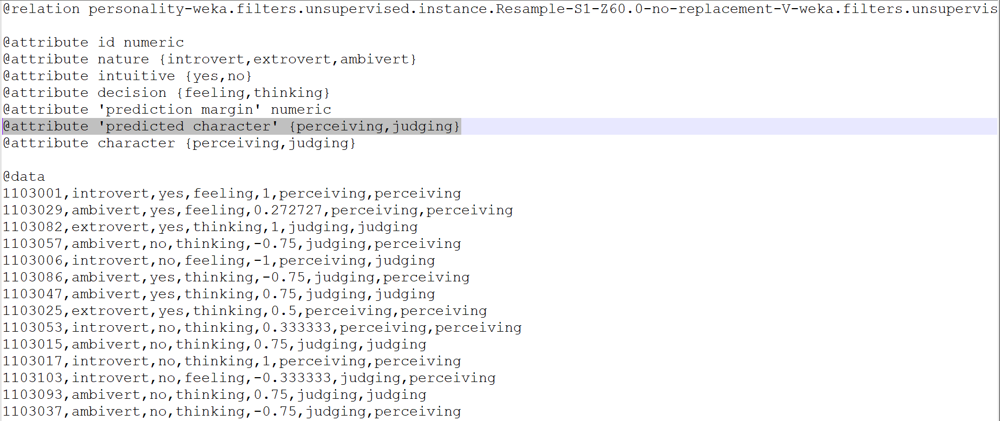 @relation personality-weka.filters.unsupervised.instance.Resample-S1-Z60.0-no-replacement-V-weka.filters.unsupervis
@attribute id numeric
@attribute nature {introvert,extrovert,ambivert}
@attribute intuitive {yes,no}
@attribute decision {feeling,thinking}
@attribute 'prediction margin' numeric
@attribute 'predicted character' {perceiving,judging}
@attribute character {perceiving,judging}
@data
1103001,introvert,yes,feeling,1,perceiving,perceiving
1103029,ambivert,yes,feeling,0.272727,perceiving,perceiving
1103082,extrovert,yes,thinking,1,judging,judging
1103057,ambivert,no,thinking,-0.75,judging,perceiving
1103006,introvert,no,feeling,-1,perceiving,judging
1103086,ambivert,yes,thinking,-0.75,judging,perceiving
1103047,ambivert,yes,thinking,0.75,judging,judging
1103025,extrovert,yes,thinking,0.5,perceiving,perceiving
1103053,introvert,no,thinking,0.333333,perceiving,perceiving
1103015,ambivert,no,thinking,0.75,judging,judging
1103017,introvert,no,thinking,1,perceiving,perceiving
1103103,introvert,no,feeling,-0.333333,judging,perceiving
1103093,ambivert,no,thinking,0.75,judging,judging
1103037,ambivert,no,thinking,-0.75,judging,perceiving